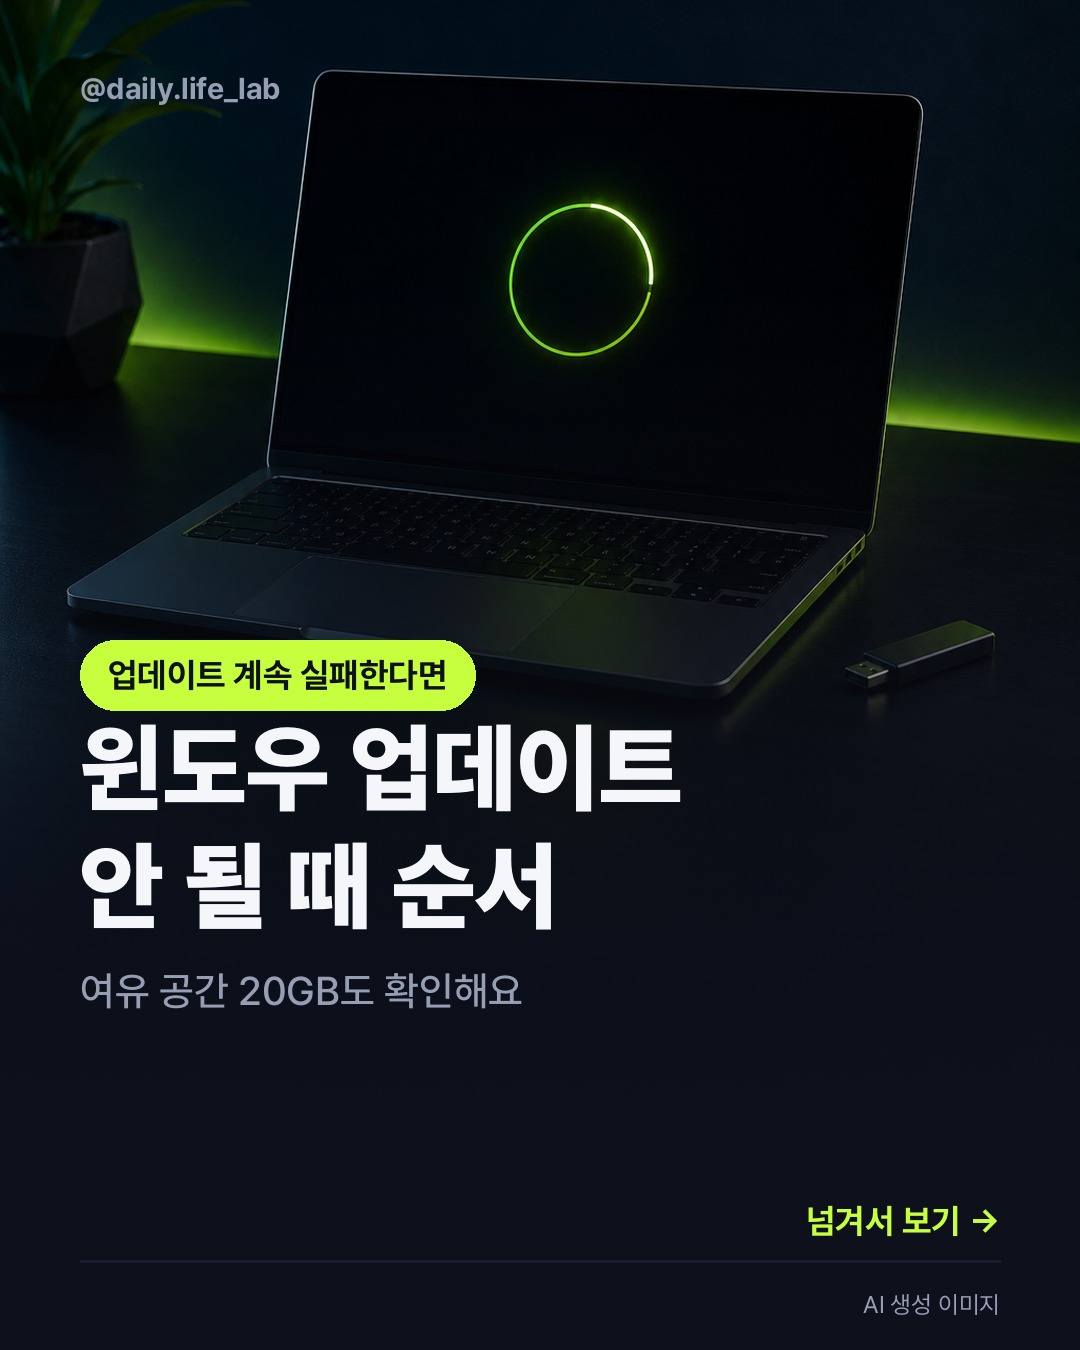 @daily.life_lab
업데이트 계속 실패한다면
윈도우 업데이트
안 될 때 순서
여유 공간 20GB도 확인해요
넘겨서 보기 →
AI 생성 이미지